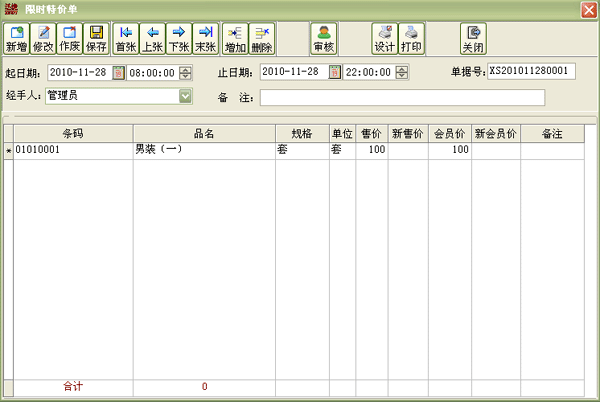 限时特价单
新增 修改 作废 保存 首张 上张 下张 末张 增加 删除 审核 设计 打印 关闭
起日期: 2010-11-28 08:00:00 止日期: 2010-11-28 22:00:00 单据号: XS201011280001
经手人: 管理员 备 注:
条码 品名 规格 单位 售价 新售价 会员价 新会员价 备注
* 01010001 男装（一） 套 套 100 100
合计 0